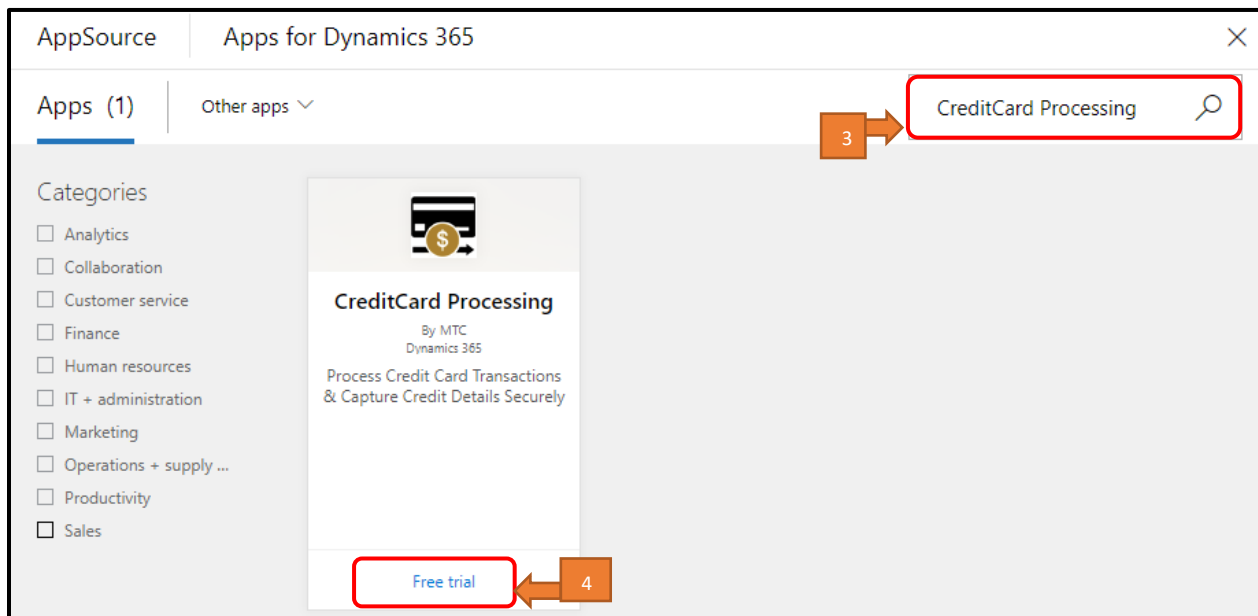 AppSource
Apps for Dynamics 365
Apps (1)
Other apps
CreditCard Processing
3
Categories
Analytics
Collaboration
Customer service
Finance
Human resources
IT + administration
Marketing
Operations + supply ...
Productivity
Sales
$
CreditCard Processing
By MTC
Dynamics 365
Process Credit Card Transactions
& Capture Credit Details Securely
Free trial
4